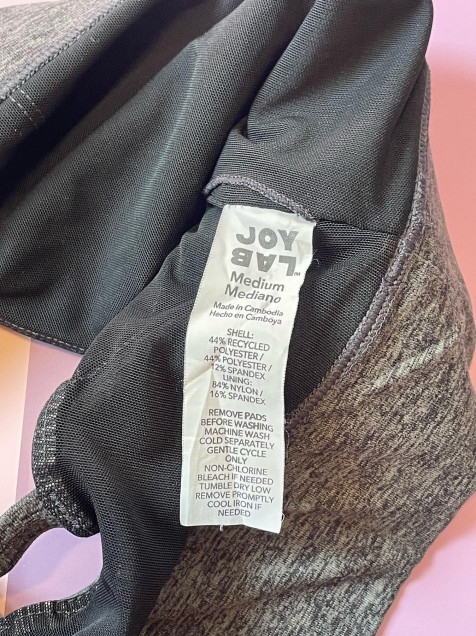 JOY
LAB™
Medium
Mediano
Made in Cambodia
Hecho en Camboya
SHELL:
44% RECYCLED
POLYESTER /
44% POLYESTER /
12% SPANDEX
LINING:
84% NYLON /
16% SPANDEX
REMOVE PADS
BEFORE WASHING
MACHINE WASH
COLD SEPARATELY
GENTLE CYCLE
ONLY
NON-CHLORINE
BLEACH IF NEEDED
TUMBLE DRY LOW
REMOVE PROMPTLY
COOL IRON IF
NEEDED